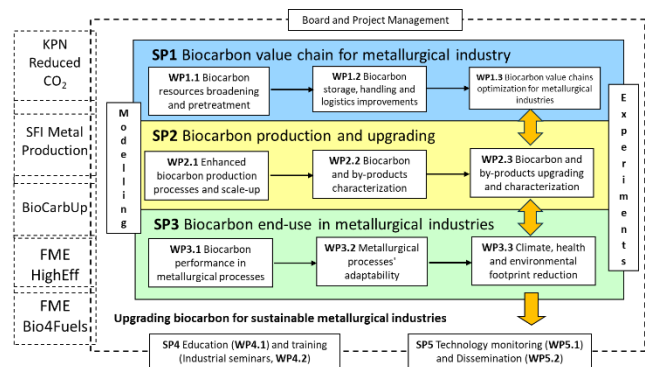 Board and Project Management
KPN
Reduced
CO₂
SFI Metal
Production
BioCarbUp
FME
HighEff
FME
Bio4Fuels
Modelling
SP1 Biocarbon value chain for metallurgical industry
WP1.1 Biocarbon
resources broadening
and pretreatment
WP1.2 Biocarbon
storage, handling and
logistics improvements
WP1.3 Biocarbon value chains
optimization for metallurgical
industries
SP2 Biocarbon production and upgrading
WP2.1 Enhanced
biocarbon production
processes and scale-up
WP2.2 Biocarbon
and by-products
characterization
WP2.3 Biocarbon and
by-products upgrading
and characterization
SP3 Biocarbon end-use in metallurgical industries
WP3.1 Biocarbon
performance in
metallurgical processes
WP3.2 Metallurgical
processes'
adaptability
WP3.3 Climate, health
and environmental
footprint reduction
Experiments
Upgrading biocarbon for sustainable metallurgical industries
SP4 Education (WP4.1) and training
(Industrial seminars, WP4.2)
SP5 Technology monitoring (WP5.1)
and Dissemination (WP5.2)